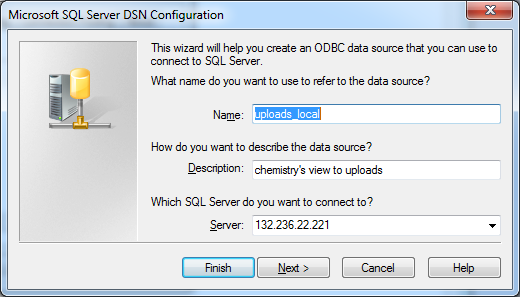 Microsoft SQL Server DSN Configuration
This wizard will help you create an ODBC data source that you can use to
connect to SQL Server.
What name do you want to use to refer to the data source?
Name: uploads_local
How do you want to describe the data source?
Description: chemistry's view to uploads
Which SQL Server do you want to connect to?
Server: 132.236.22.221
Finish Next > Cancel Help